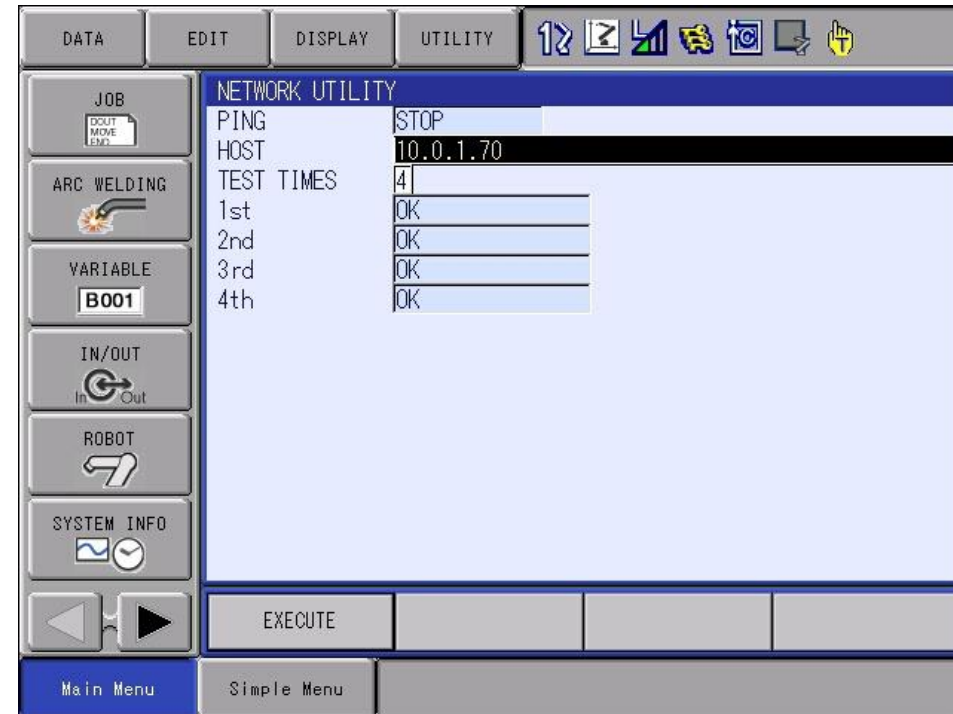 DATA EDIT DISPLAY UTILITY
JOB
DOUT
MOVE
END
ARC WELDING
VARIABLE
B001
IN/OUT
In Out
ROBOT
SYSTEM INFO
NETWORK UTILITY
PING STOP
HOST 10.0.1.70
TEST TIMES 4
1st OK
2nd OK
3rd OK
4th OK
EXECUTE
Main Menu Simple Menu